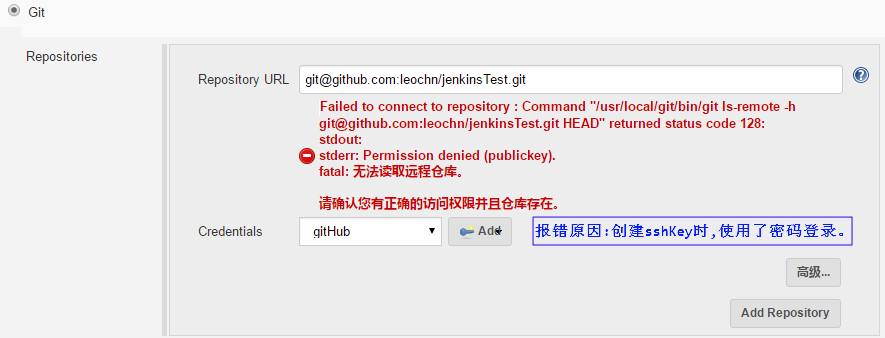 Git
Repositories
Repository URL
git@github.com:leochn/jenkinsTest.git
Failed to connect to repository : Command "/usr/local/git/bin/git ls-remote -h
git@github.com:leochn/jenkinsTest.git HEAD" returned status code 128:
stdout:
stderr: Permission denied (publickey).
fatal: 无法读取远程仓库。
请确认您有正确的访问权限并且仓库存在。
Credentials
gitHub
Add
报错原因:创建sshKey时,使用了密码登录。
高级...
Add Repository